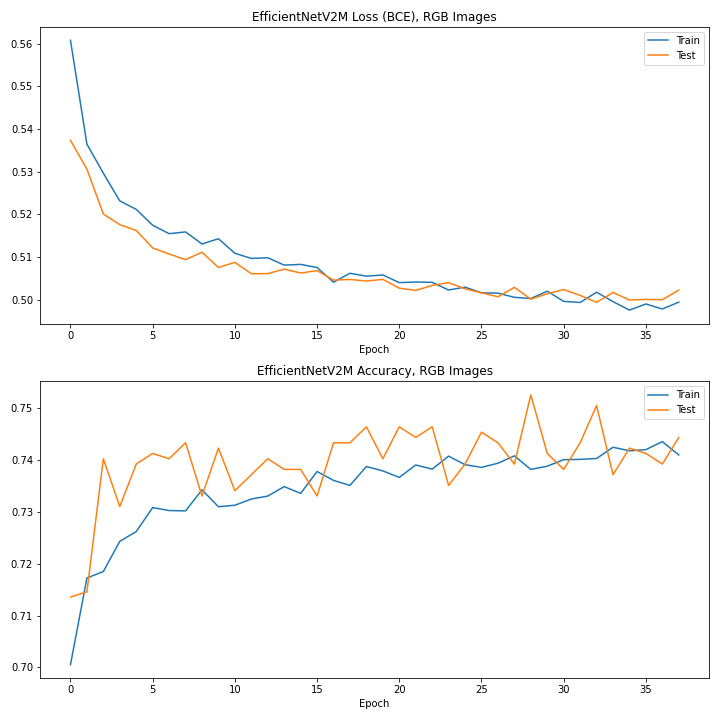 EfficientNetV2M Loss (BCE), RGB Images
Train
Test
0.56
0.55
0.54
0.53
0.52
0.51
0.50
0 5 10 15 20 25 30 35
Epoch
EfficientNetV2M Accuracy, RGB Images
Train
Test
0.75
0.74
0.73
0.72
0.71
0.70
0 5 10 15 20 25 30 35
Epoch